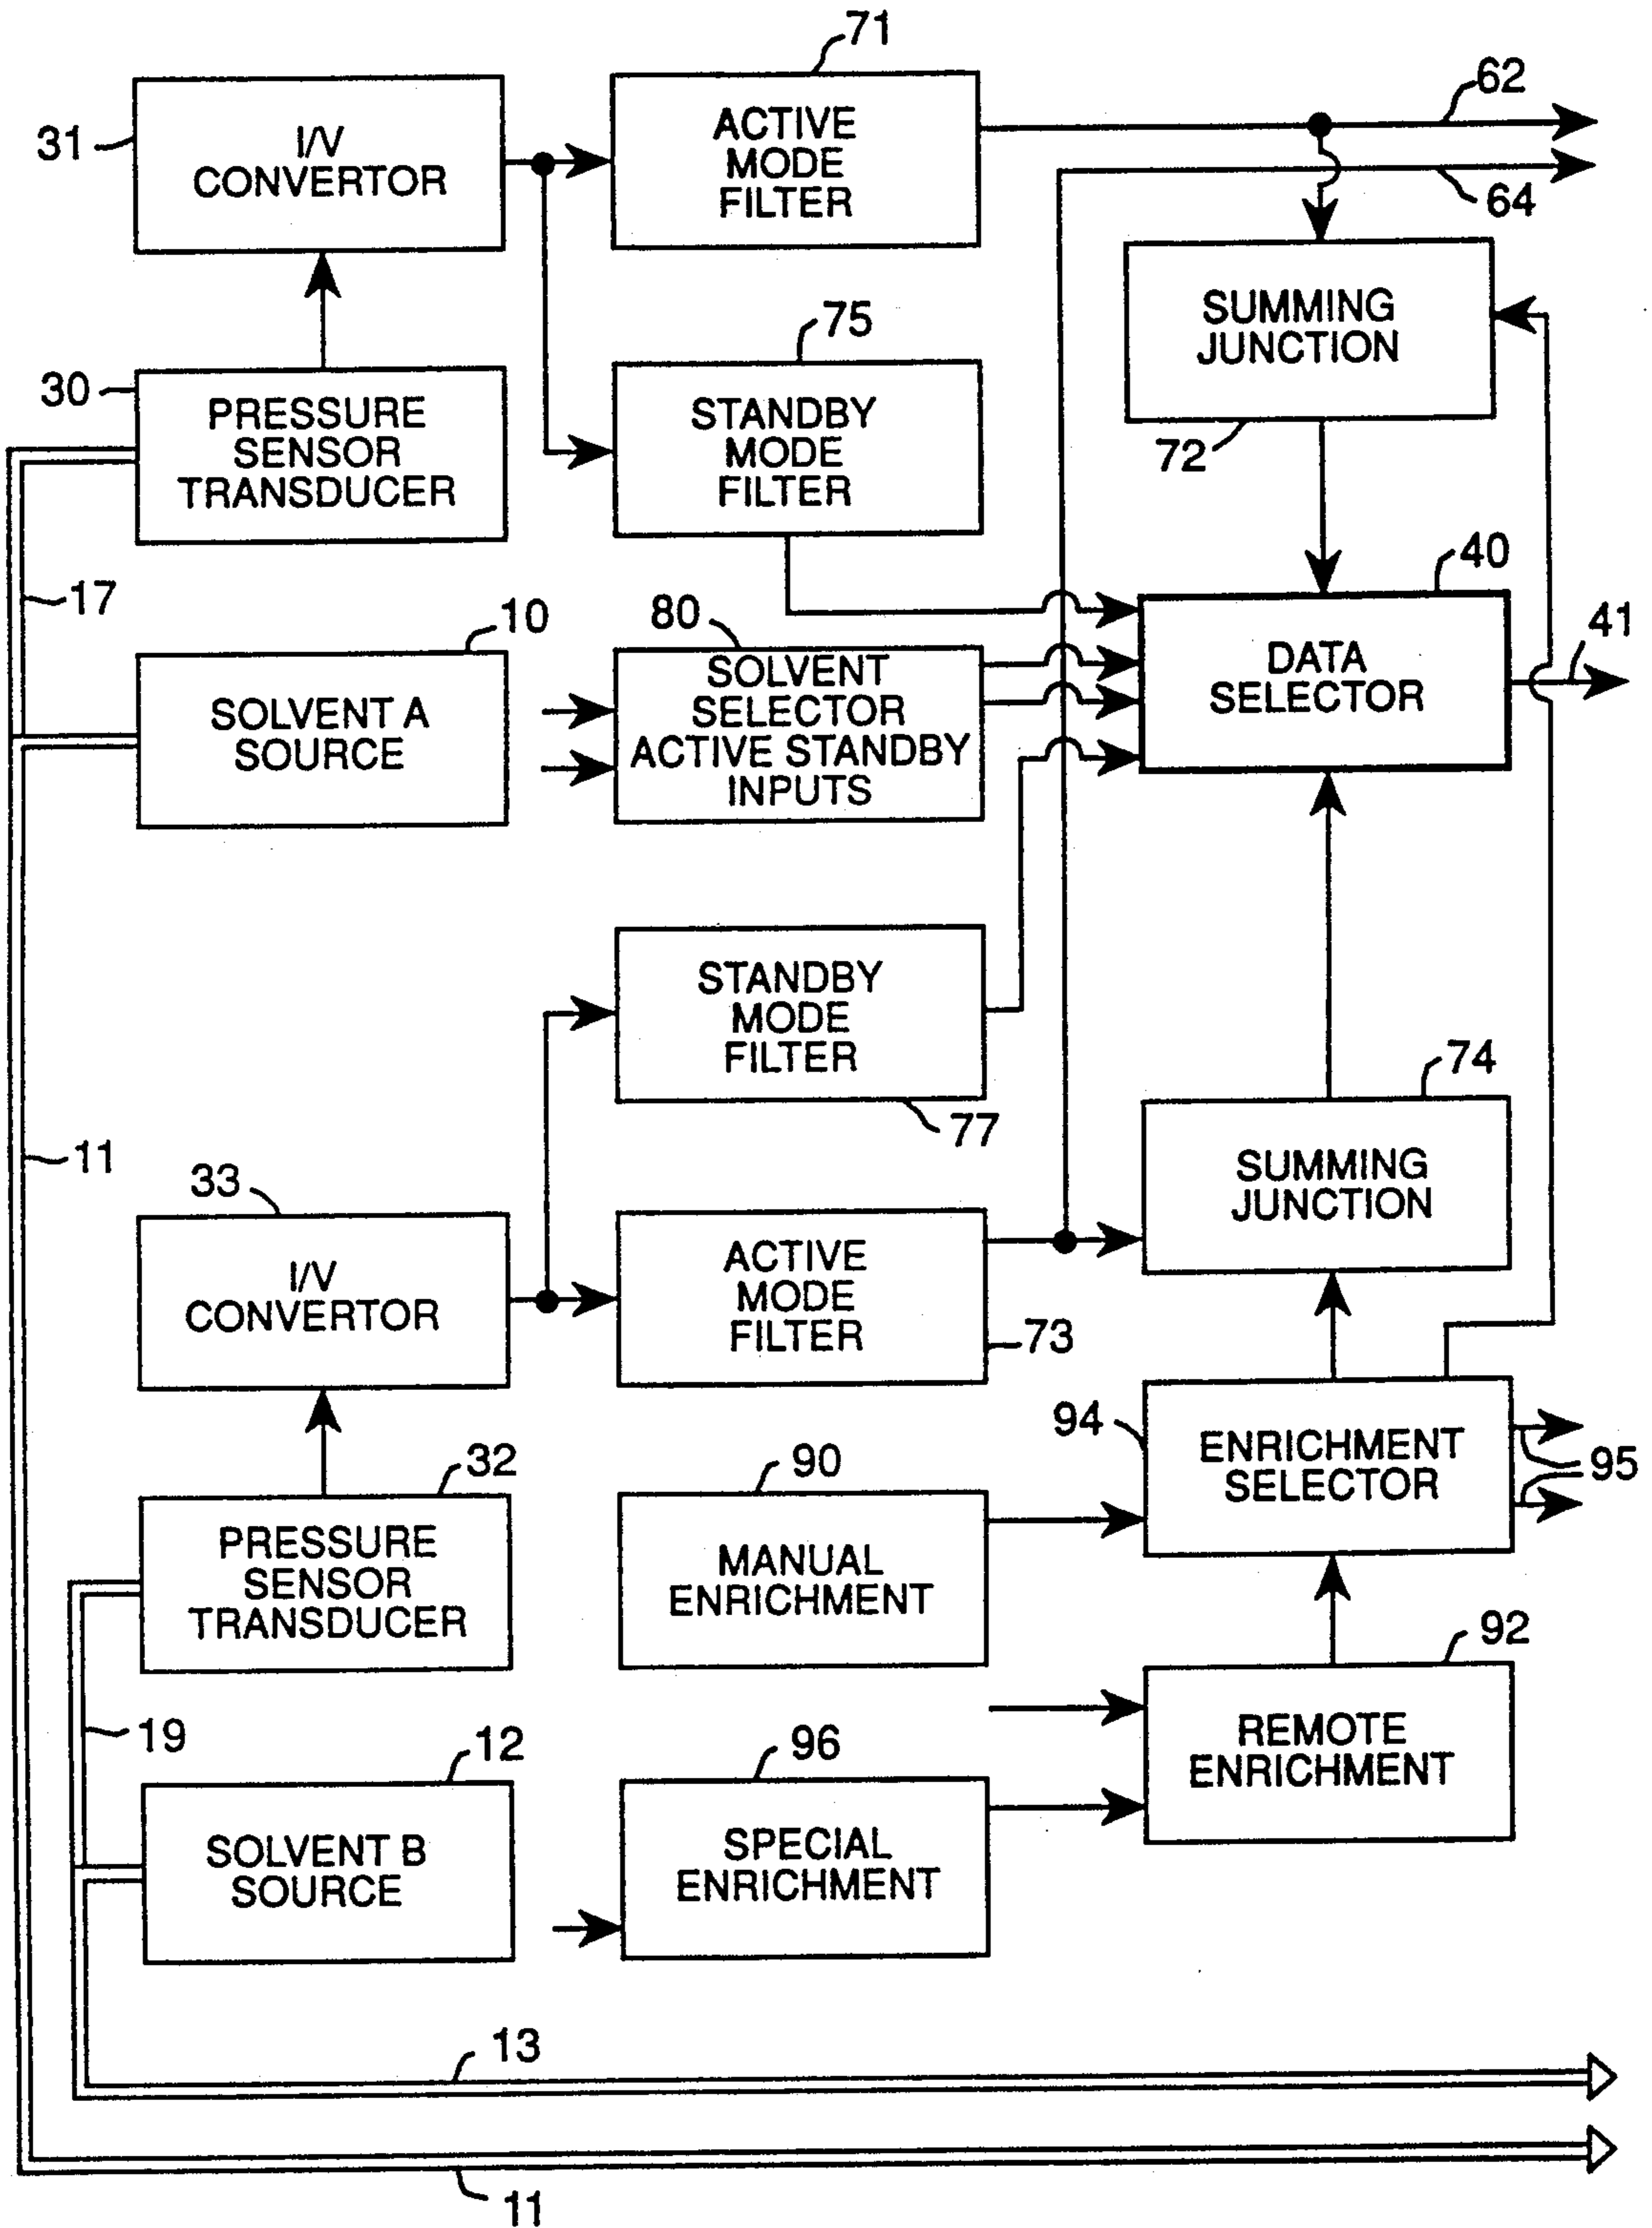 71
62
31
I/V
CONVERTOR
ACTIVE
MODE
FILTER
64
SUMMING
JUNCTION
75
30
PRESSURE
SENSOR
TRANSDUCER
STANDBY
MODE
FILTER
72
17
10
80
40
41
SOLVENT A
SOURCE
SOLVENT
SELECTOR
ACTIVE STANDBY
INPUTS
DATA
SELECTOR
STANDBY
MODE
FILTER
77
74
11
33
SUMMING
JUNCTION
I/V
CONVERTOR
ACTIVE
MODE
FILTER
73
94
ENRICHMENT
SELECTOR
95
32
90
PRESSURE
SENSOR
TRANSDUCER
MANUAL
ENRICHMENT
92
19
12
96
REMOTE
ENRICHMENT
SOLVENT B
SOURCE
SPECIAL
ENRICHMENT
13
11